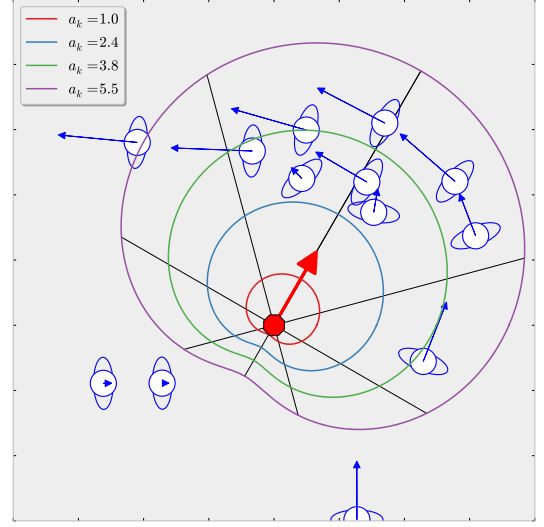 a_k = 1.0
a_k = 2.4
a_k = 3.8
a_k = 5.5